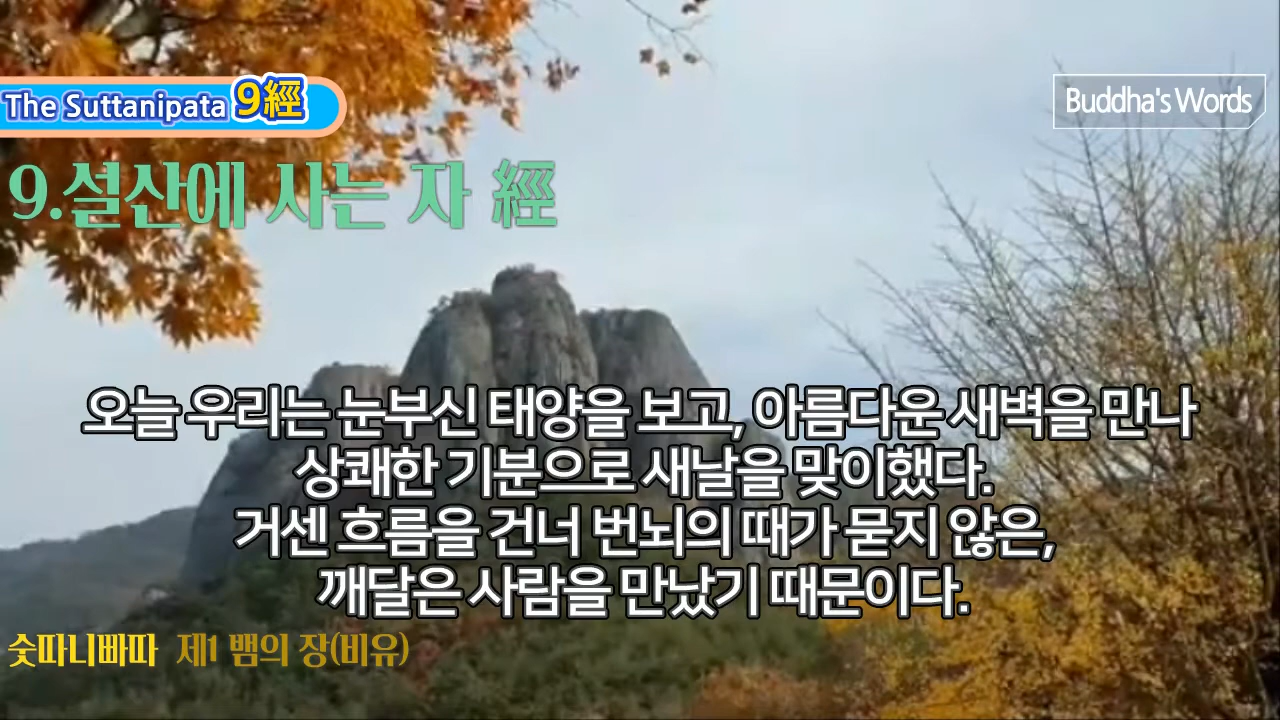 The Suttanipata 9經
Buddha's Words
9.설산에 사는 자 經
오늘 우리는 눈부신 태양을 보고, 아름다운 새벽을 만나
상쾌한 기분으로 새날을 맞이했다.
거센 흐름을 건너 번뇌의 때가 묻지 않은,
깨달은 사람을 만났기 때문이다.
숫따니빠따 제1 뱀의 장(비유)